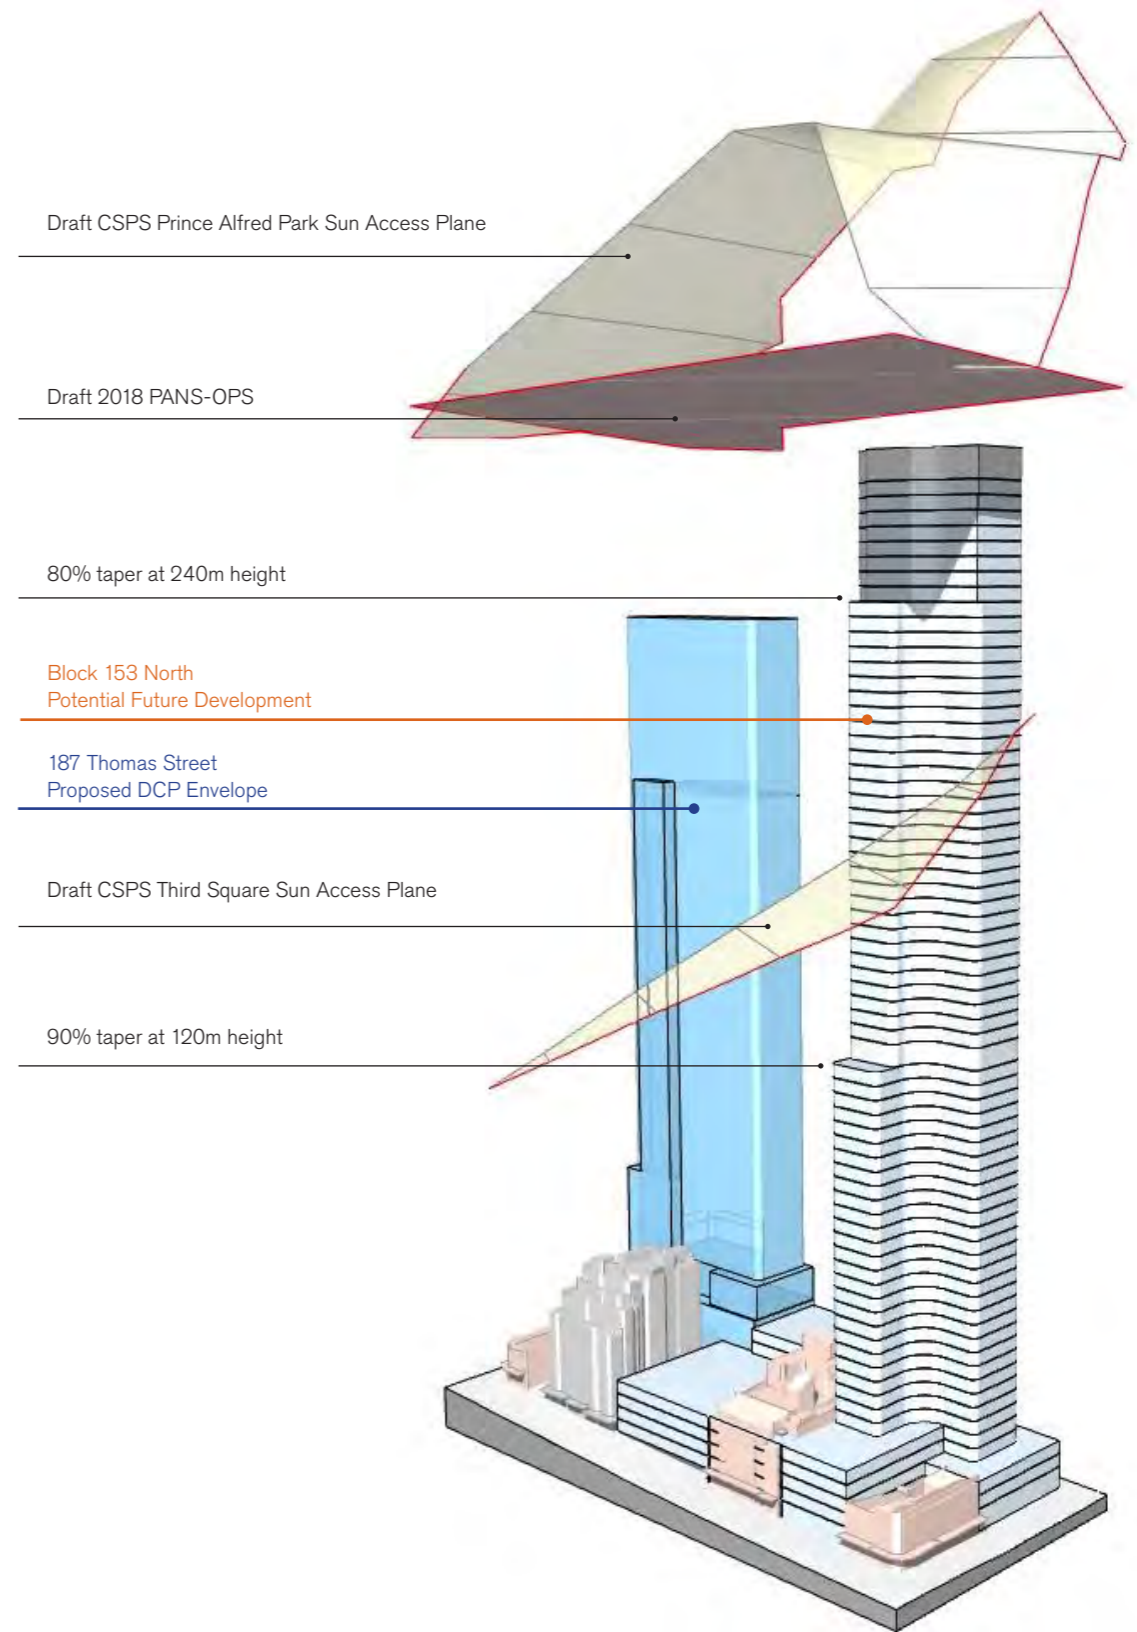 Draft CSPS Prince Alfred Park Sun Access Plane
Draft 2018 PANS-OPS
80% taper at 240m height
Block 153 North
Potential Future Development
187 Thomas Street
Proposed DCP Envelope
Draft CSPS Third Square Sun Access Plane
90% taper at 120m height